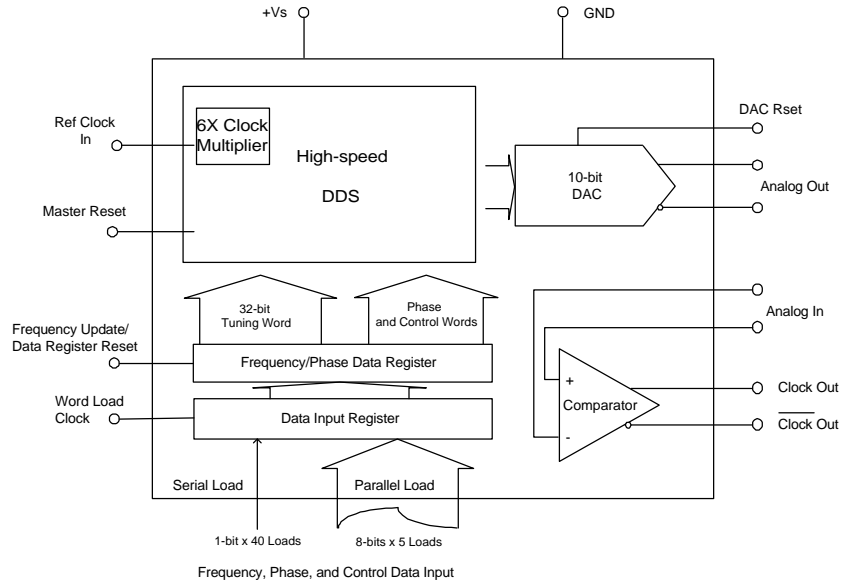 +Vs
GND
DAC Rset
Ref Clock
In
6X Clock
Multiplier
High-speed
DDS
10-bit
DAC
Analog Out
Master Reset
32-bit
Tuning Word
Phase
and Control Words
Analog In
Frequency Update/
Data Register Reset
Frequency/Phase Data Register
+
Comparator
-
Clock Out
Clock Out
Word Load
Clock
Data Input Register
Serial Load
Parallel Load
1-bit x 40 Loads
8-bits x 5 Loads
Frequency, Phase, and Control Data Input